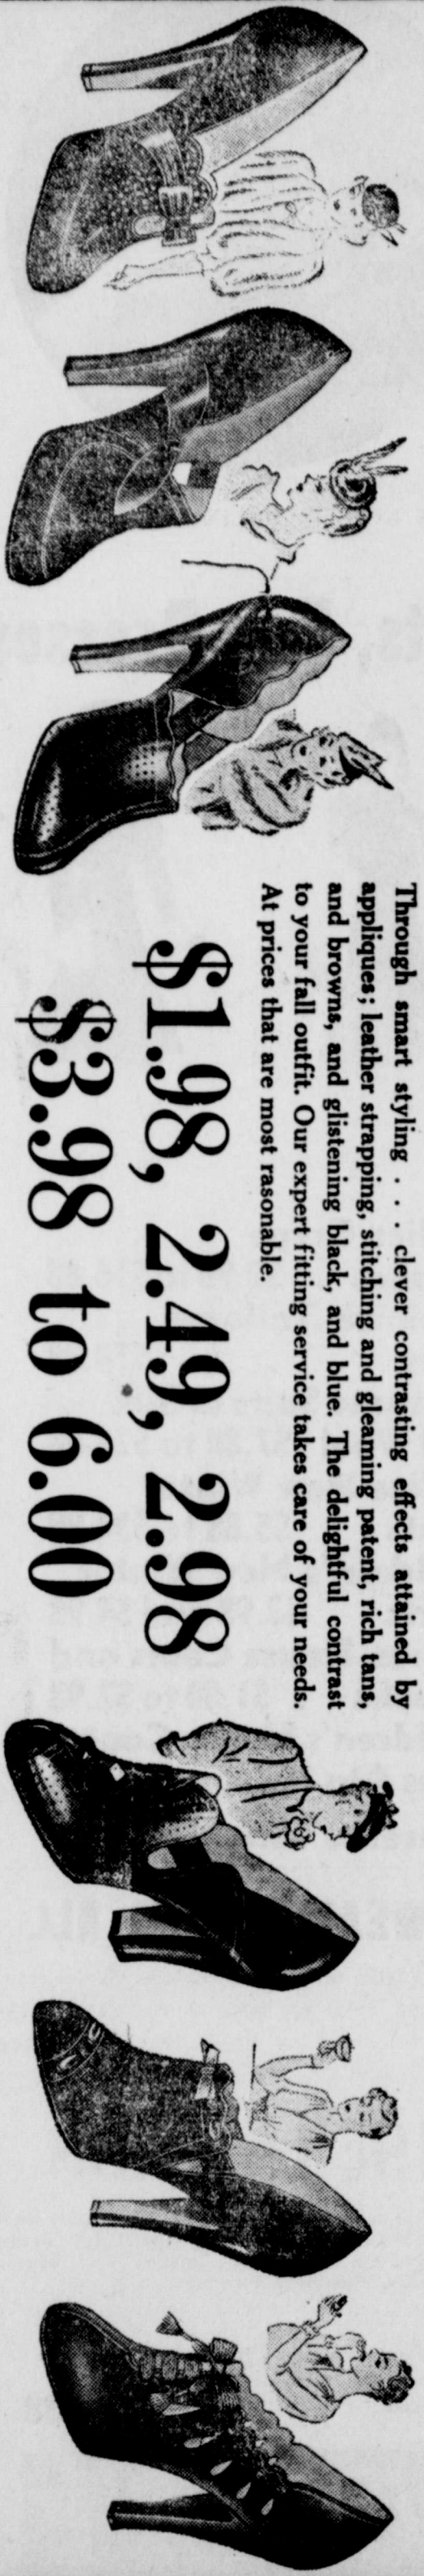 Through smart styling . . . clever contrasting effects attained by
appliques; leather strapping, stitching and gleaming patent, rich tans,
and browns, and glistening black, and blue. The delightful contrast
to your fall outfit. Our expert fitting service takes care of your needs.
At prices that are most rasonable.
$1.98, 2.49, 2.98
$3.98 to 6.00